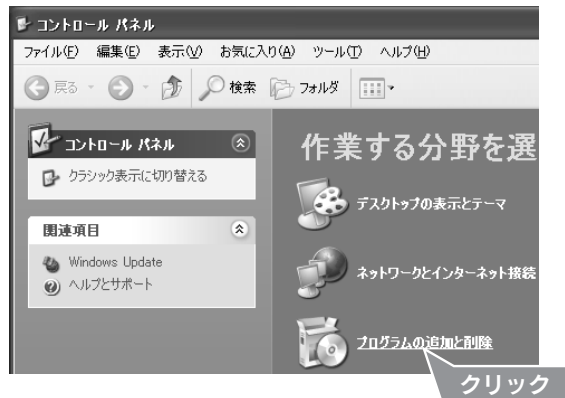 コントロール パネル
ファイル(F) 編集(E) 表示(V) お気に入り(A) ツール(T) ヘルプ(H)
戻る 検索 フォルダ
コントロール パネル
クラシック表示に切り替える
関連項目
Windows Update
ヘルプとサポート
作業する分野を選
デスクトップの表示とテーマ
ネットワークとインターネット接続
プログラムの追加と削除
クリック